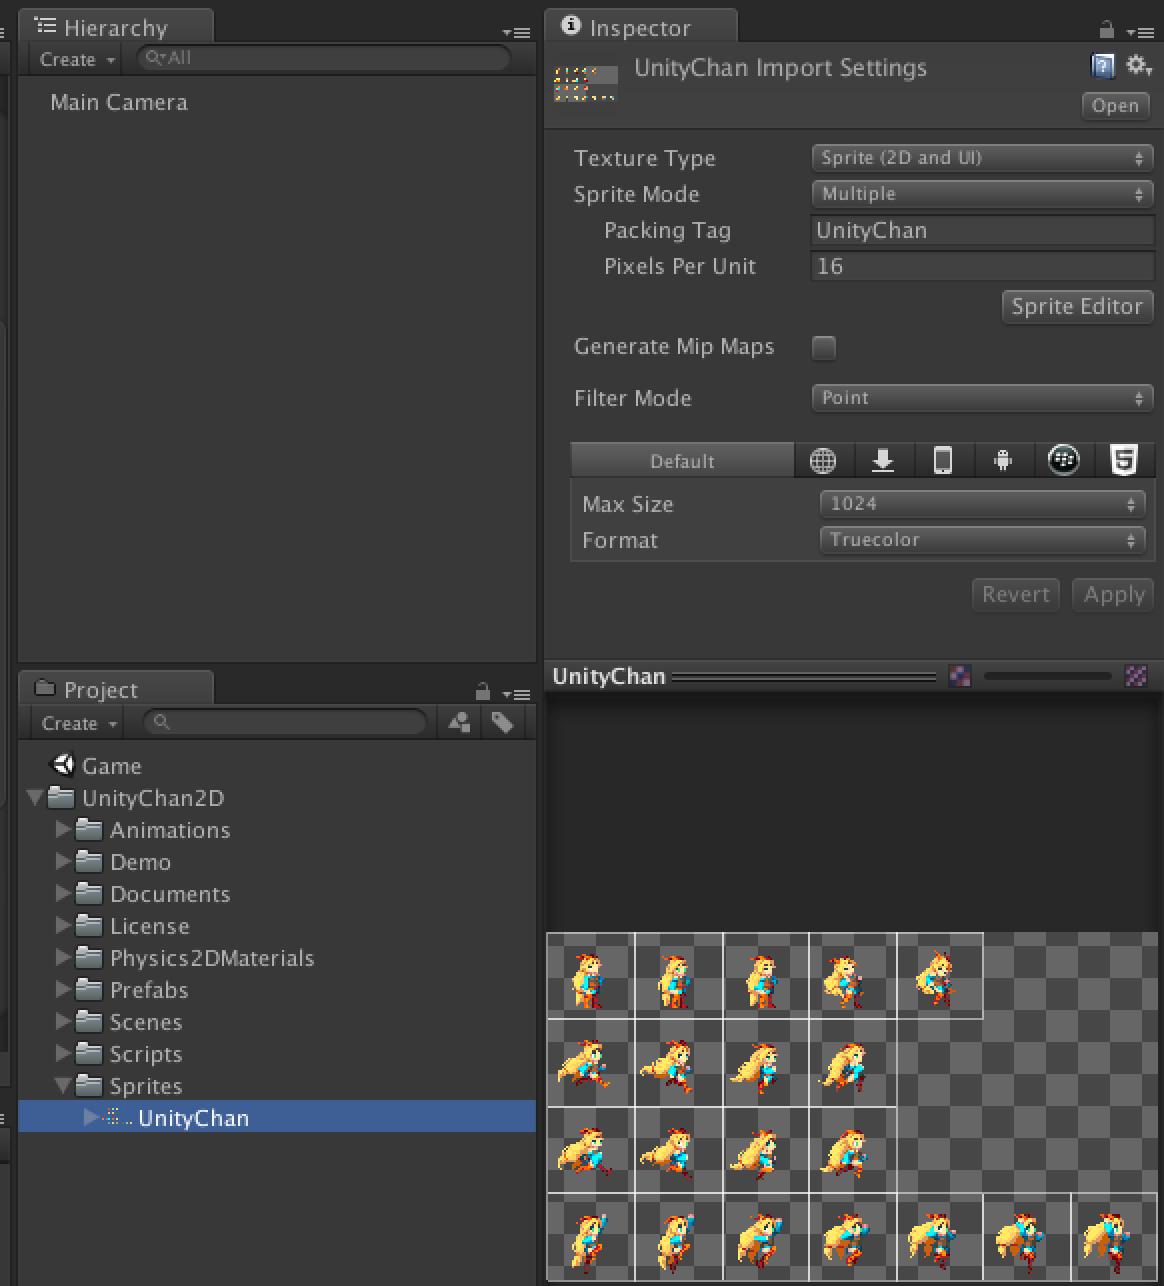 Hierarchy
Create
All
Main Camera
Project
Create
Game
UnityChan2D
Animations
Demo
Documents
License
Physics2DMaterials
Prefabs
Scenes
Scripts
Sprites
UnityChan
Inspector
UnityChan Import Settings
?
Open
Texture Type Sprite (2D and UI)
Sprite Mode Multiple
Packing Tag UnityChan
Pixels Per Unit 16
Sprite Editor
Generate Mip Maps
Filter Mode Point
Default 5
Max Size 1024
Format Truecolor
Revert Apply
UnityChan